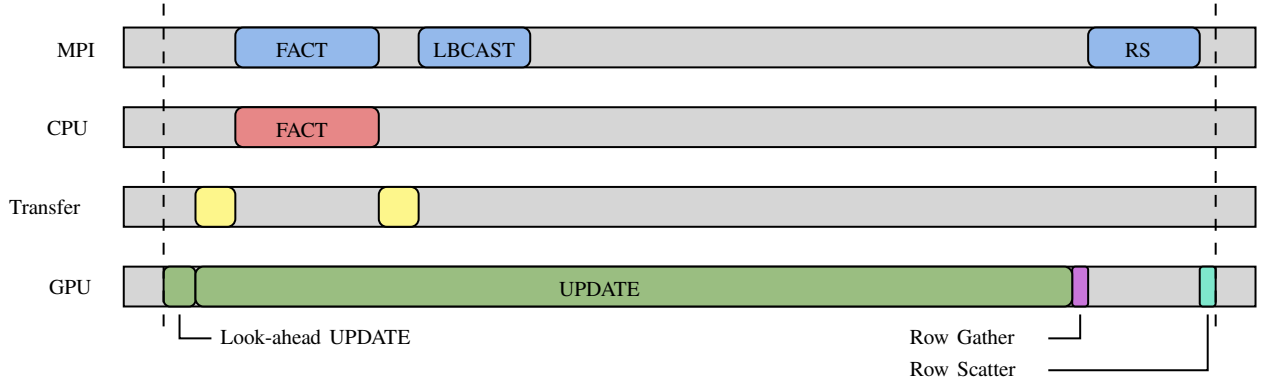 MPI FACT LBCAST RS
CPU FACT
Transfer
GPU UPDATE
Look-ahead UPDATE Row Gather
Row Scatter